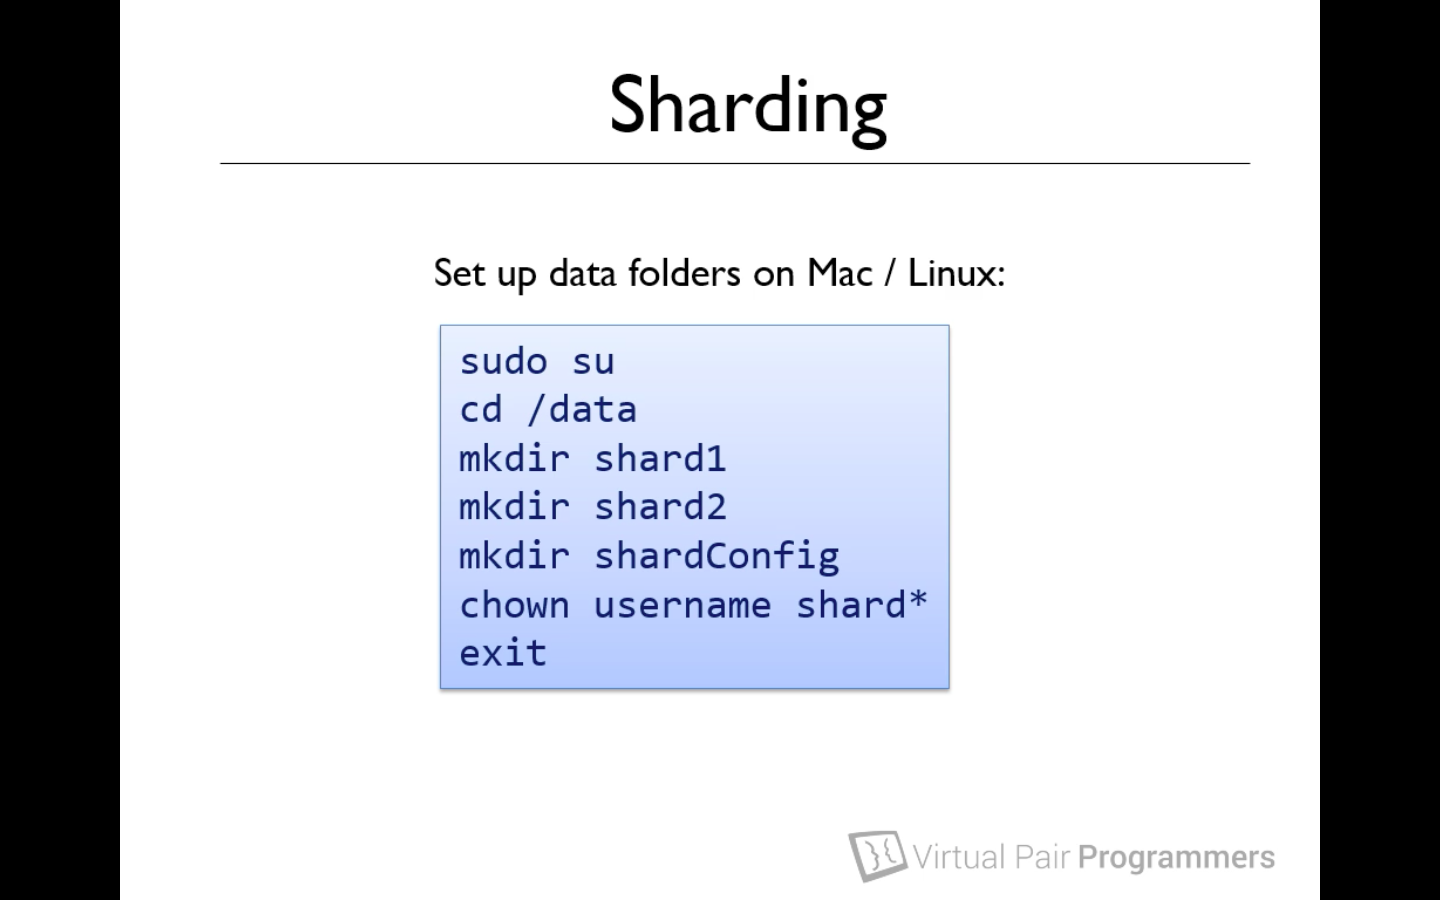 Sharding
Set up data folders on Mac / Linux:
sudo su
cd /data
mkdir shard1
mkdir shard2
mkdir shardConfig
chown username shard*
exit
Virtual Pair Programmers